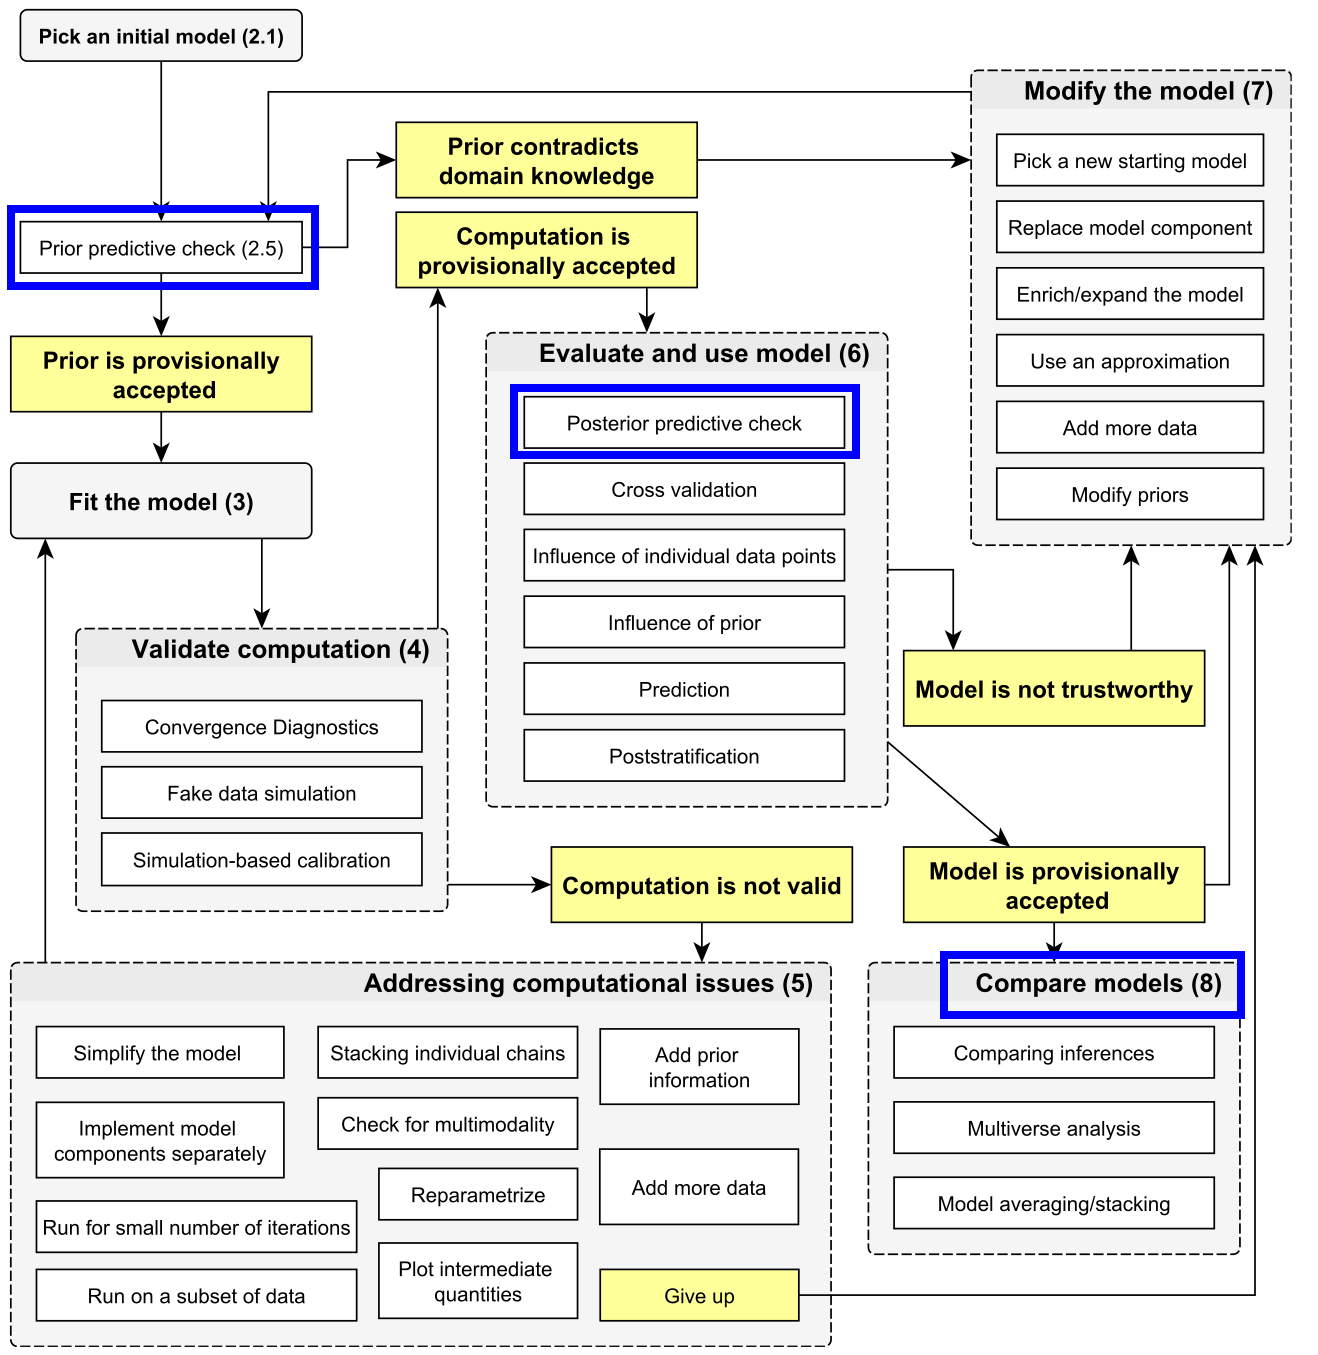 Pick an initial model (2.1)
Prior predictive check (2.5)
Prior is provisionally
accepted
Fit the model (3)
Prior contradicts
domain knowledge
Computation is
provisionally accepted
Validate computation (4)
Convergence Diagnostics
Fake data simulation
Simulation-based calibration
Evaluate and use model (6)
Posterior predictive check
Cross validation
Influence of individual data points
Influence of prior
Prediction
Poststratification
Modify the model (7)
Pick a new starting model
Replace model component
Enrich/expand the model
Use an approximation
Add more data
Modify priors
Model is not trustworthy
Computation is not valid
Model is provisionally
accepted
Addressing computational issues (5)
Simplify the model
Implement model
components separately
Run for small number of iterations
Run on a subset of data
Stacking individual chains
Check for multimodality
Reparametrize
Plot intermediate
quantities
Add prior
information
Add more data
Give up
Compare models (8)
Comparing inferences
Multiverse analysis
Model averaging/stacking